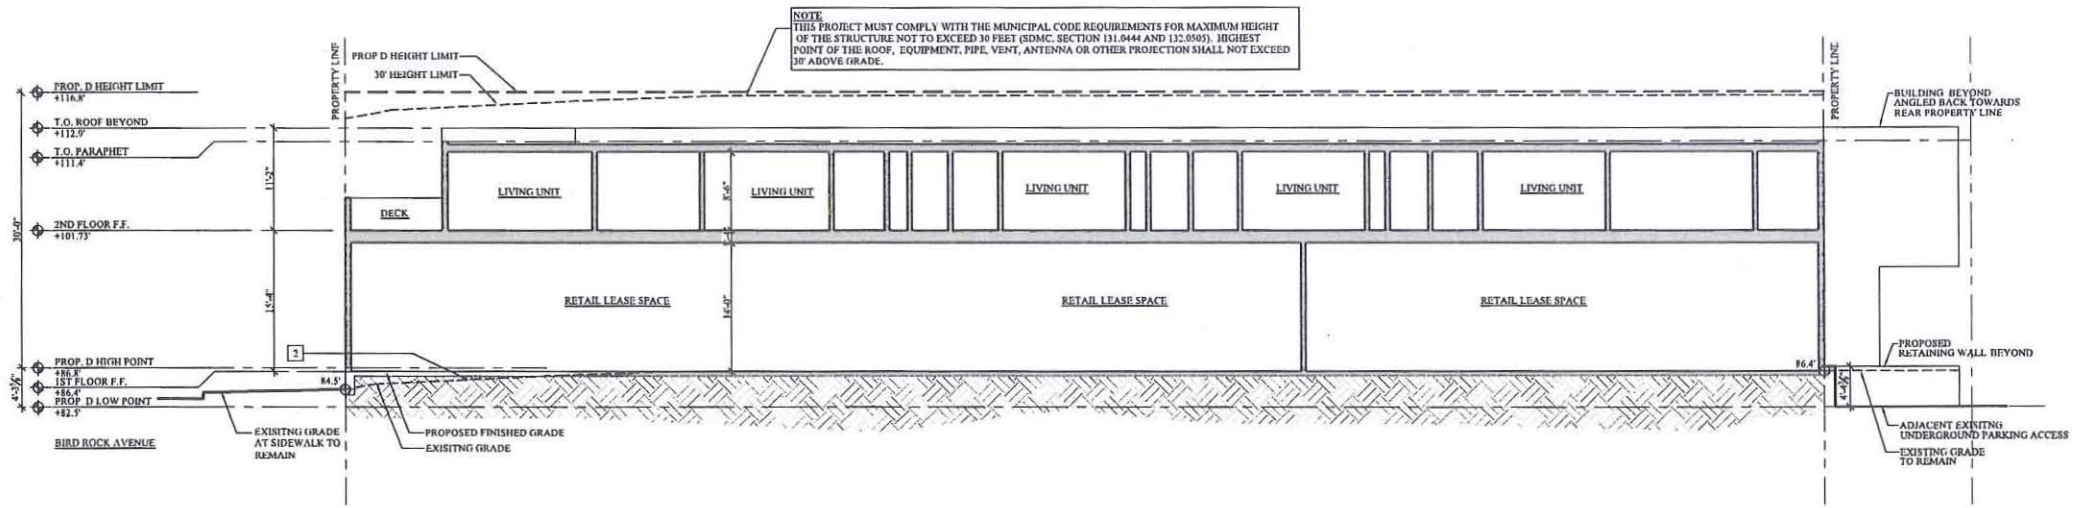 NOTE
THIS PROJECT MUST COMPLY WITH THE MUNICIPAL CODE REQUIREMENTS FOR MAXIMUM HEIGHT
OF THE STRUCTURE NOT TO EXCEED 30 FEET (SDMC, SECTION 131.0444 AND 132.0505). HIGHEST
POINT OF THE ROOF, EQUIPMENT, PIPE, VENT, ANTENNA OR OTHER PROJECTION SHALL NOT EXCEED
30' ABOVE GRADE.
PROPERTY LINE
PROP D HEIGHT LIMIT
30' HEIGHT LIMIT
PROPERTY LINE
PROP. D HEIGHT LIMIT
+116.8'
T.O. ROOF BEYOND
+112.9'
T.O. PARAPHET
+111.4'
2ND FLOOR F.F.
+101.73'
PROP. D HIGH POINT
+86.8'
1ST FLOOR F.F.
+86.4'
PROP. D LOW POINT
+82.5'
BIRD ROCK AVENUE
30'-0"
11'-2"
15'-4"
8'-6"
14'-0"
DECK
LIVING UNIT
LIVING UNIT
LIVING UNIT
LIVING UNIT
LIVING UNIT
RETAIL LEASE SPACE
RETAIL LEASE SPACE
RETAIL LEASE SPACE
2
84.5'
86.4'
EXISITNG GRADE
AT SIDEWALK TO
REMAIN
PROPOSED FINISHED GRADE
EXISITNG GRADE
BUILDING BEYOND
ANGLED BACK TOWARDS
REAR PROPERTY LINE
PROPOSED
RETAINING WALL BEYOND
ADJACENT EXISITNG
UNDERGROUND PARKING ACCESS
EXISTING GRADE
TO REMAIN